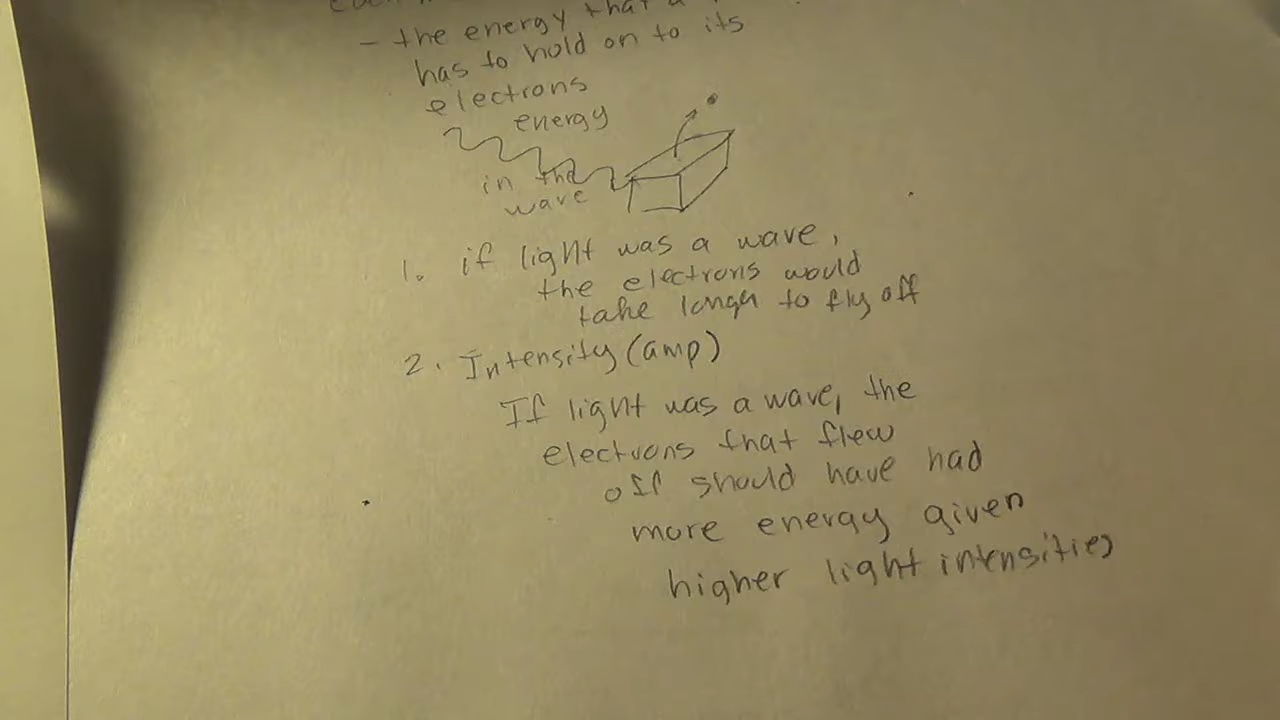 - the energy that a
has to hold on to its
electrons
energy
in the
wave
1. if light was a wave,
the electrons would
take longer to fly off
2. Intensity (amp)
If light was a wave, the
electrons that flew
off should have had
more energy given
higher light intensities